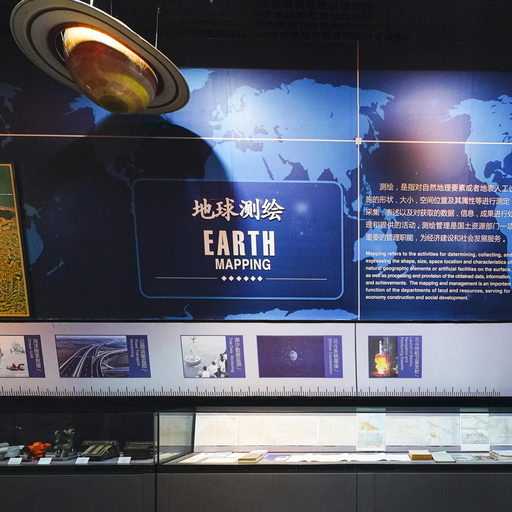 地球测绘
EARTH
MAPPING
测绘，是指对自然地理要素或者地表人工设
施的形状、大小、空间位置及其属性等进行测定、
采集、表述以及对获取的数据、信息、成果进行处
理和提供的活动。测绘管理是国土资源部门一项
重要的管理职能，为经济建设和社会发展服务。
Mapping refers to the activities for determining, collecting, and
expressing the shape, size, space location and characteristics of
natural geographic elements or artificial facilities on the surface,
as well as processing and provision of the obtained data, information,
and achievements. The mapping and management is an important
function of the departments of land and resources, serving for
economy construction and social development.